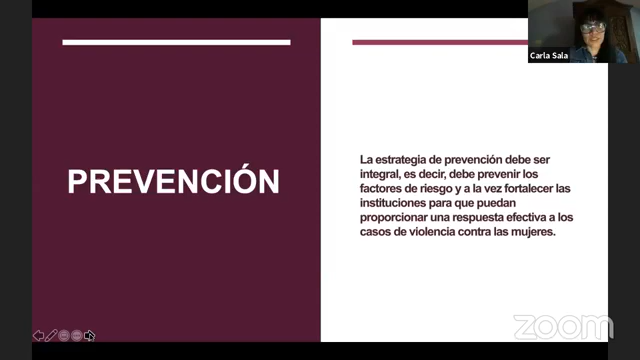 Carla Sala
PREVENCIÓN
La estrategia de prevención debe ser
integral, es decir, debe prevenir los
factores de riesgo y a la vez fortalecer las
instituciones para que puedan
proporcionar una respuesta efectiva a los
casos de violencia contra las mujeres.
zoom